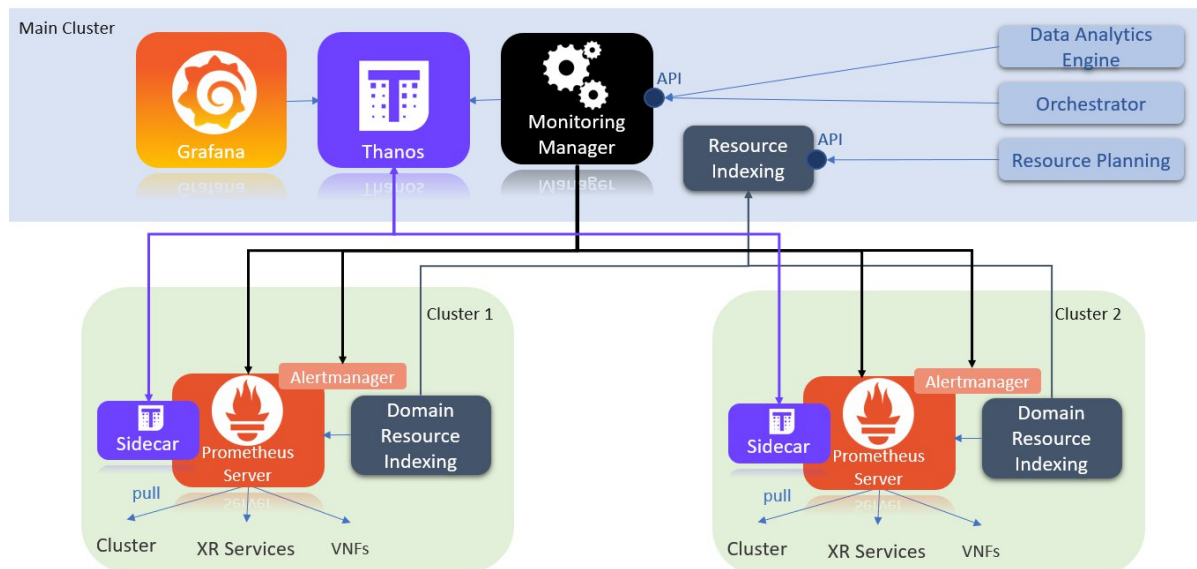 Main Cluster
Grafana
Thanos
Monitoring
Manager
API
Data Analytics
Engine
Orchestrator
Resource
Indexing
API
Resource Planning
Cluster 1
Alertmanager
Sidecar
Prometheus
Server
Domain
Resource
Indexing
pull
Cluster
XR Services
VNFs
Cluster 2
Alertmanager
Sidecar
Prometheus
Server
Domain
Resource
Indexing
pull
Cluster
XR Services
VNFs